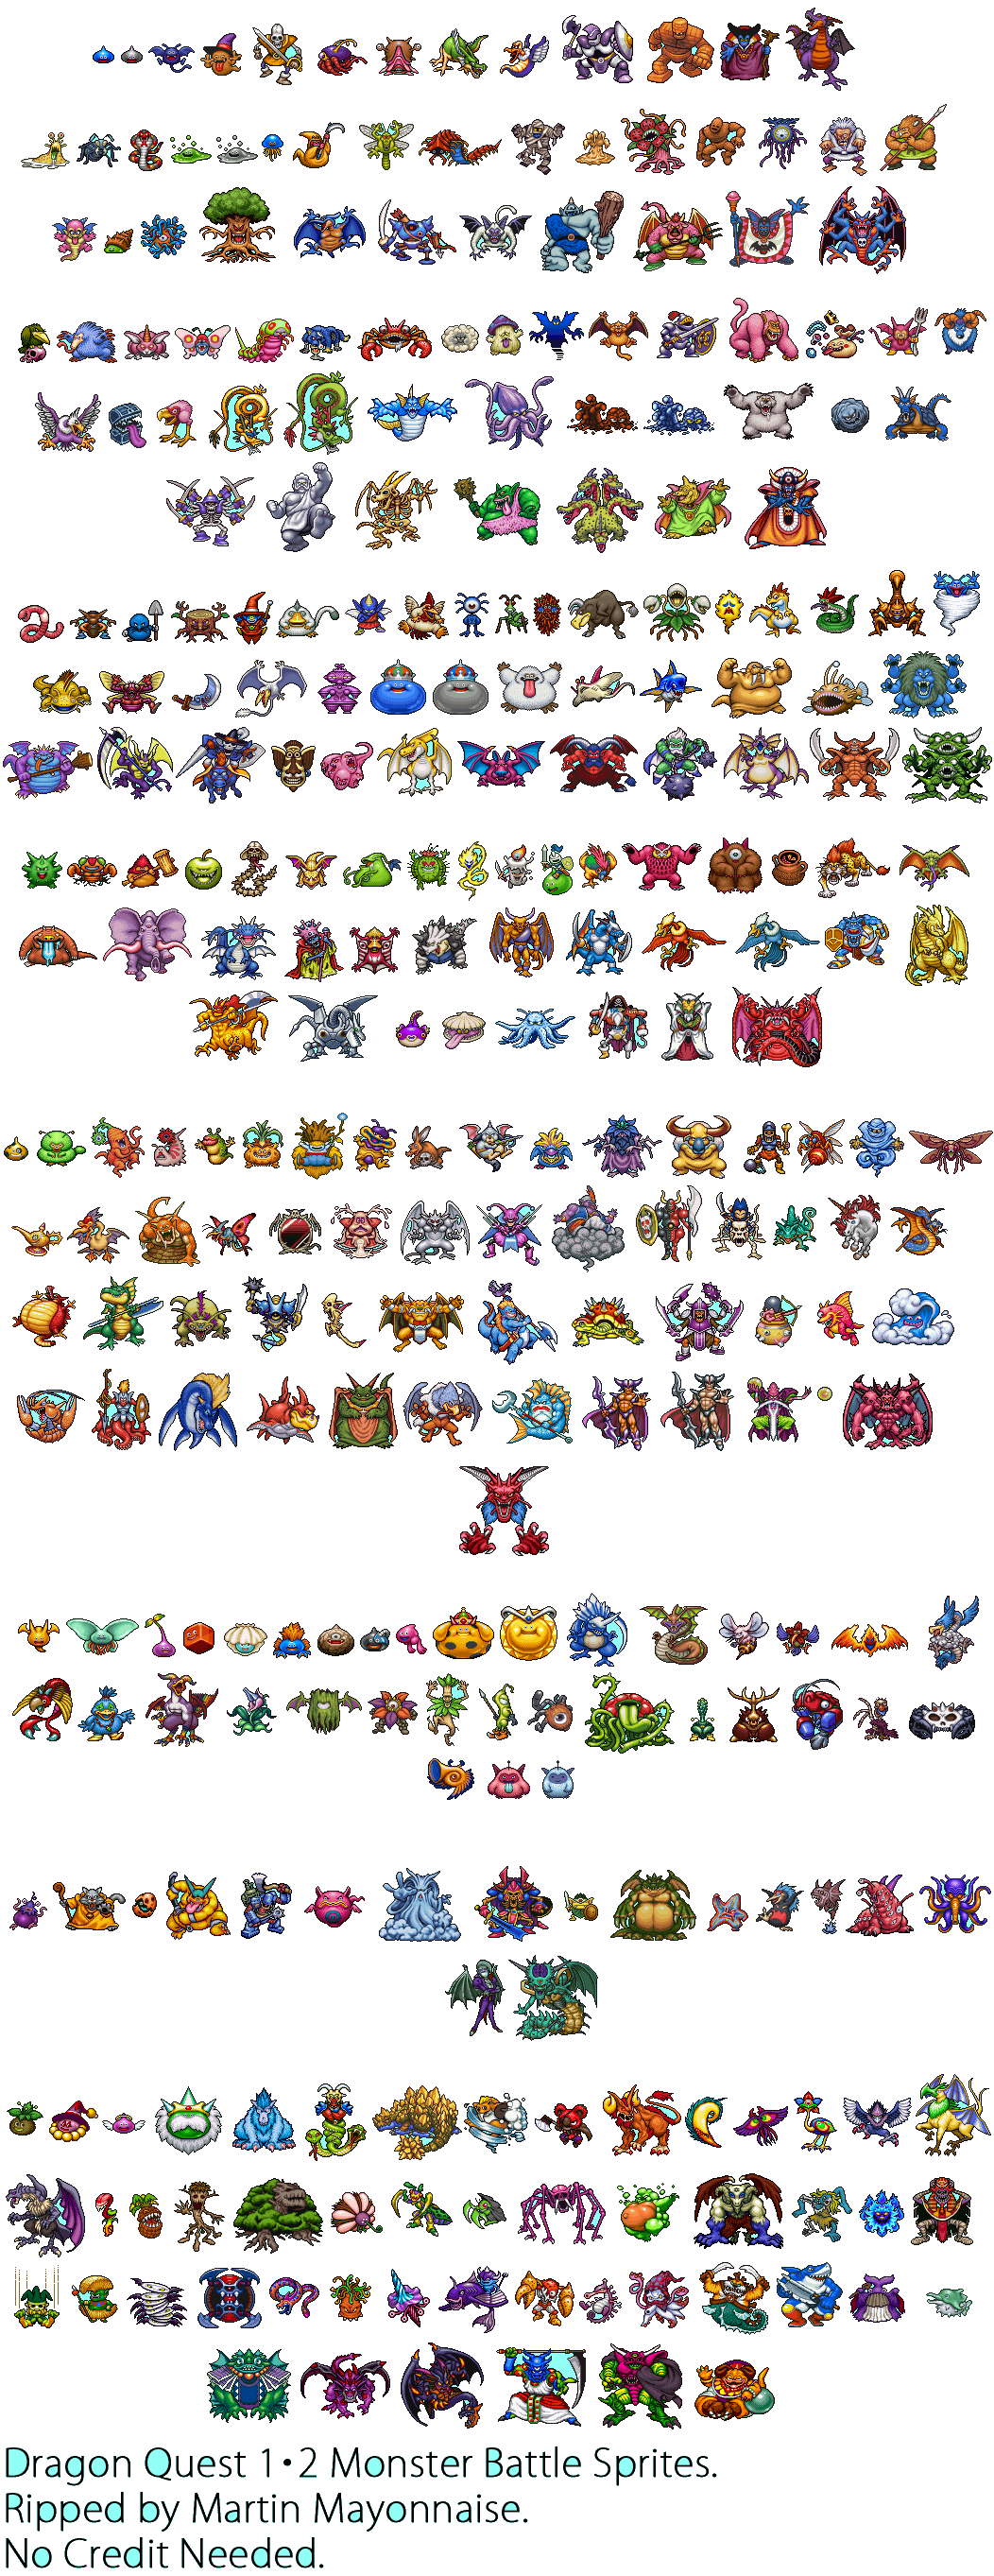 Dragon Quest 1・2 Monster Battle Sprites.
Ripped by Martin Mayonnaise.
No Credit Needed.